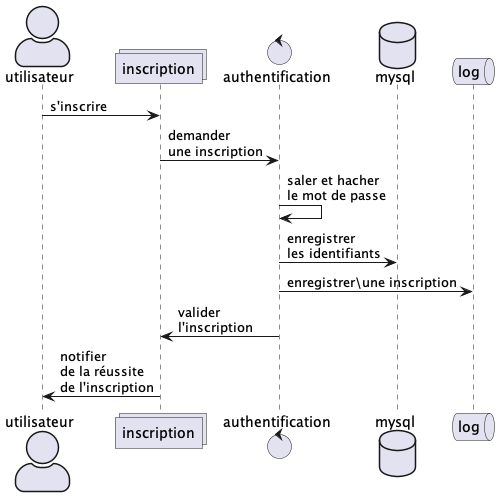 utilisateur
inscription
authentification
mysql
log
s'inscrire
demander
une inscription
saler et hacher
le mot de passe
enregistrer
les identifiants
enregistrer\une inscription
valider
l'inscription
notifier
de la réussite
de l'inscription
utilisateur
inscription
authentification
mysql
log